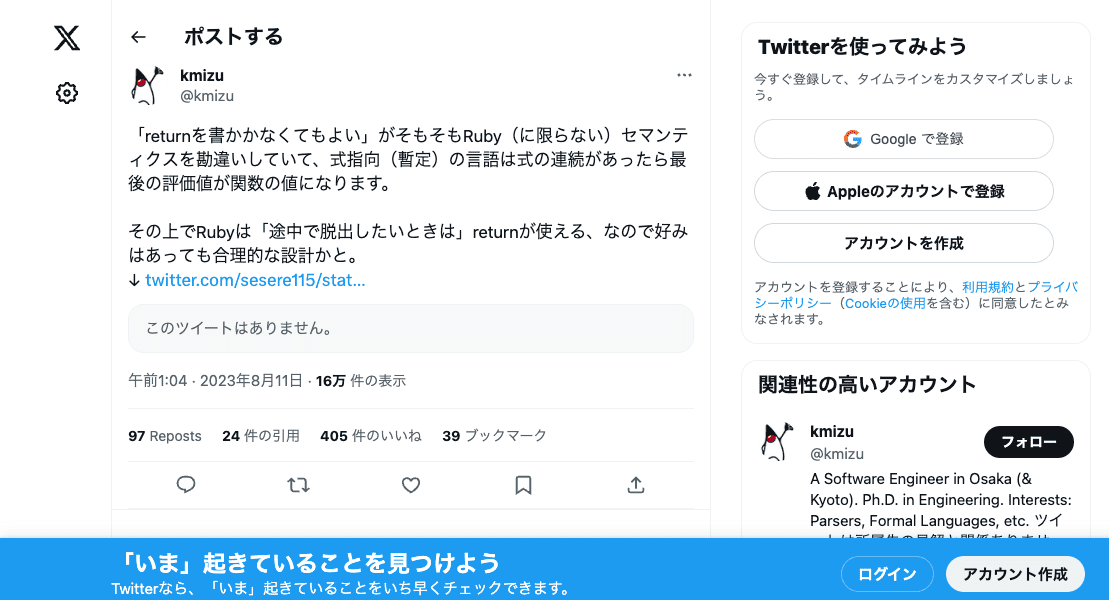 ポストする
kmizu
@kmizu
「returnを書かかなくてもよい」がそもそもRuby（に限らない）セマンテ
ィクスを勘違いしていて、式指向（暫定）の言語は式の連続があったら最
後の評価値が関数の値になります。
その上でRubyは「途中で脱出したいときは」returnが使える、なので好み
はあっても合理的な設計かと。
↓ twitter.com/sesere115/stat…
このツイートはありません。
午前1:04 · 2023年8月11日 · 16万 件の表示
97 Reposts 24 件の引用 405 件のいいね 39 ブックマーク
Twitterを使ってみよう
今すぐ登録して、タイムラインをカスタマイズしましょ
う。
Google で登録
Appleのアカウントで登録
アカウントを作成
アカウントを登録することにより、利用規約とプライバ
シーポリシー（Cookieの使用を含む）に同意したとみ
なされます。
関連性の高いアカウント
kmizu
@kmizu
フォロー
A Software Engineer in Osaka (&
Kyoto). Ph.D. in Engineering. Interests:
Parsers, Formal Languages, etc. ツイ
「いま」起きていることを見つけよう
Twitterなら、「いま」起きていることをいち早くチェックできます。
ログイン
アカウント作成